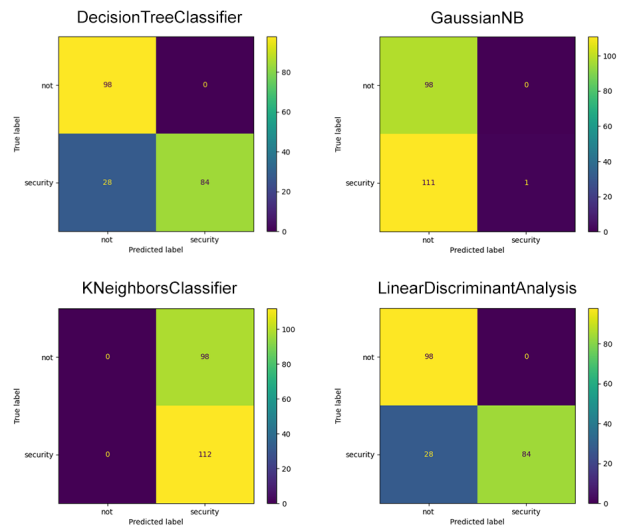 DecisionTreeClassifier
98
0
28
84
not
security
True label
not
security
Predicted label
0
20
40
60
80
GaussianNB
98
0
111
1
not
security
True label
not
security
Predicted label
0
20
40
60
80
100
KNeighborsClassifier
0
98
0
112
not
security
True label
not
security
Predicted label
0
20
40
60
80
100
LinearDiscriminantAnalysis
98
0
28
84
not
security
True label
not
security
Predicted label
0
20
40
60
80